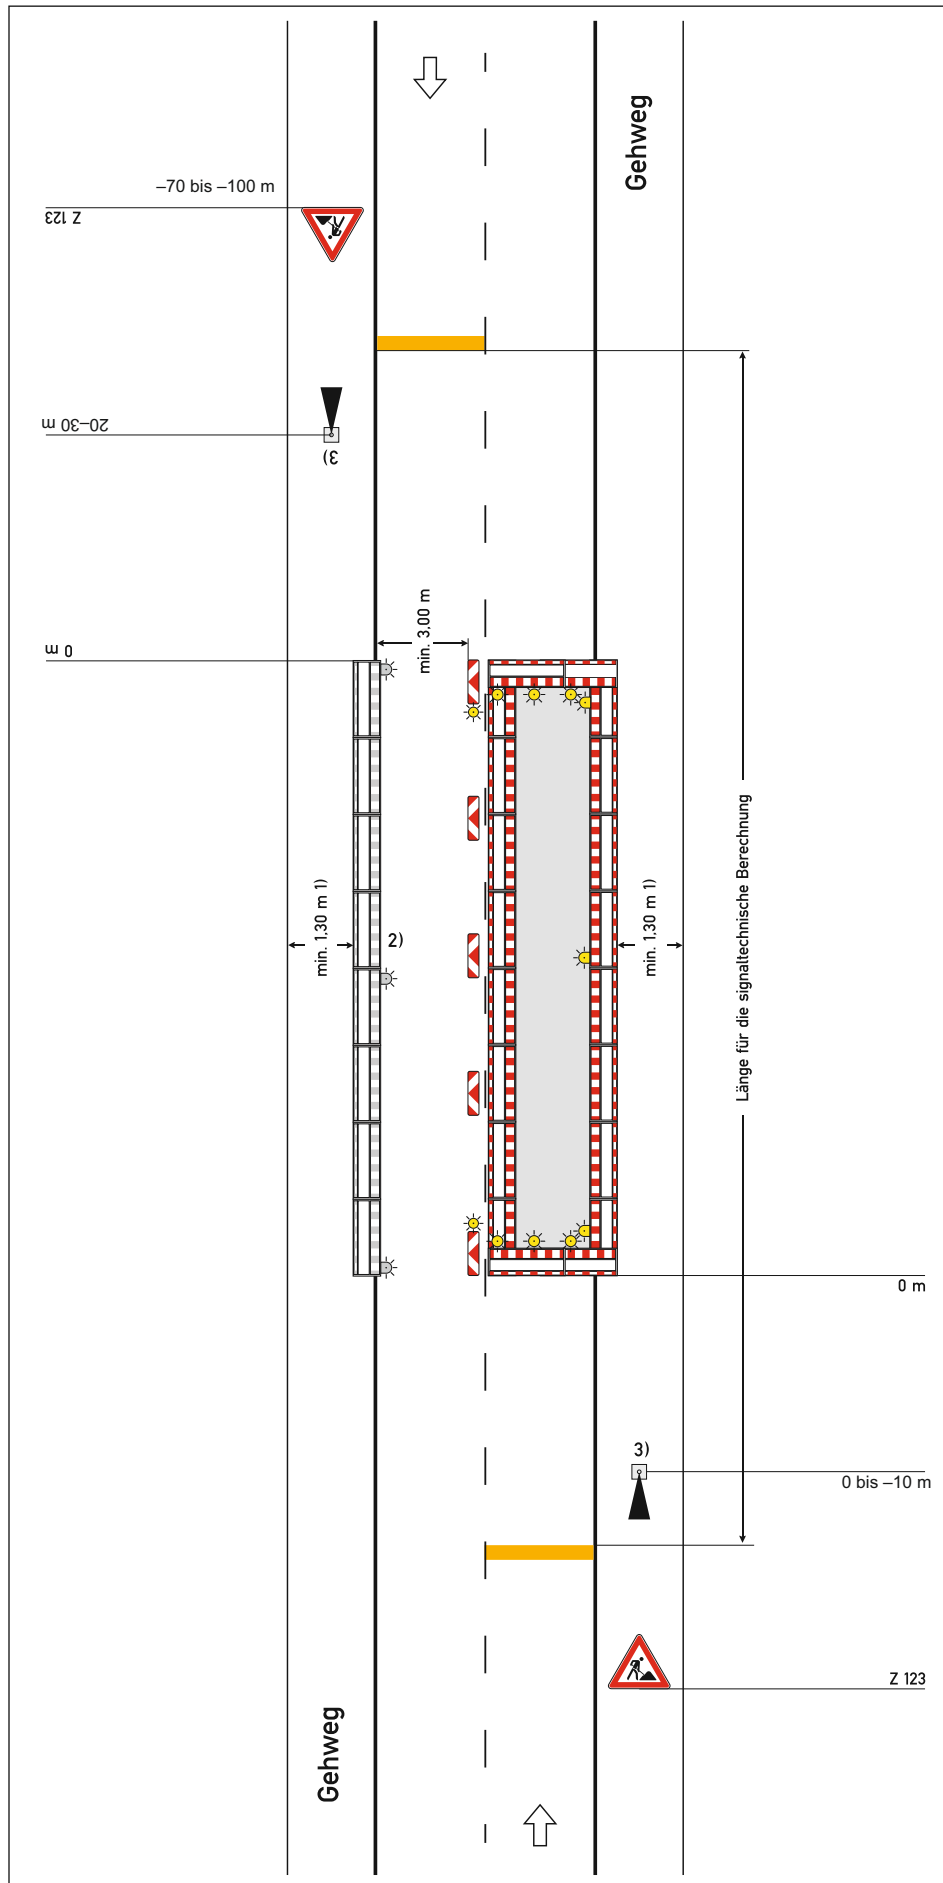 Gehweg
–70 bis –100 m
Z 123
20–30 m
3)
0 m
min. 3,00 m
min. 1,30 m 1)
2)
min. 1,30 m 1)
Länge für die signaltechnische Berechnung
0 m
3)
0 bis –10 m
Z 123
Gehweg